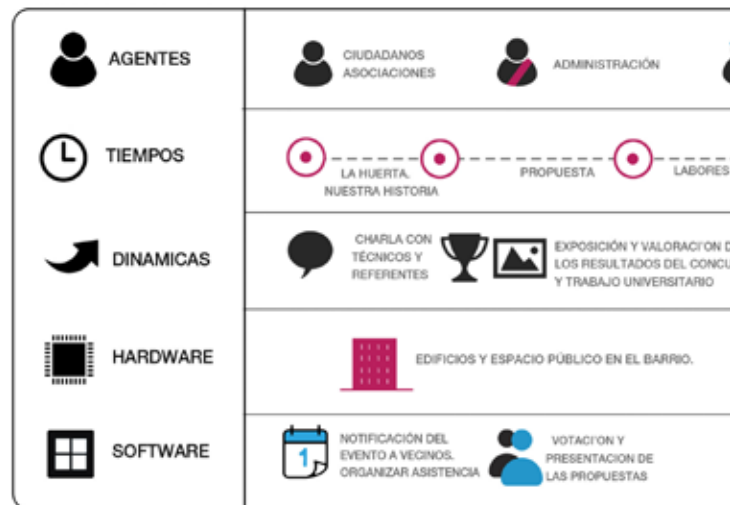 AGENTES
CIUDADANOS
ASOCIACIONES
ADMINISTRACIÓN
TIEMPOS
LA HUERTA.
NUESTRA HISTORIA
PROPUESTA
LABORES
DINAMICAS
CHARLA CON
TÉCNICOS Y
REFERENTES
EXPOSICIÓN Y VALORACI'ON D
LOS RESULTADOS DEL CONCU
Y TRABAJO UNIVERSITARIO
HARDWARE
EDIFICIOS Y ESPACIO PÚBLICO EN EL BARRIO.
SOFTWARE
1
NOTIFICACIÓN DEL
EVENTO A VECINOS.
ORGANIZAR ASISTENCIA
VOTACI'ON Y
PRESENTACION DE
LAS PROPUESTAS